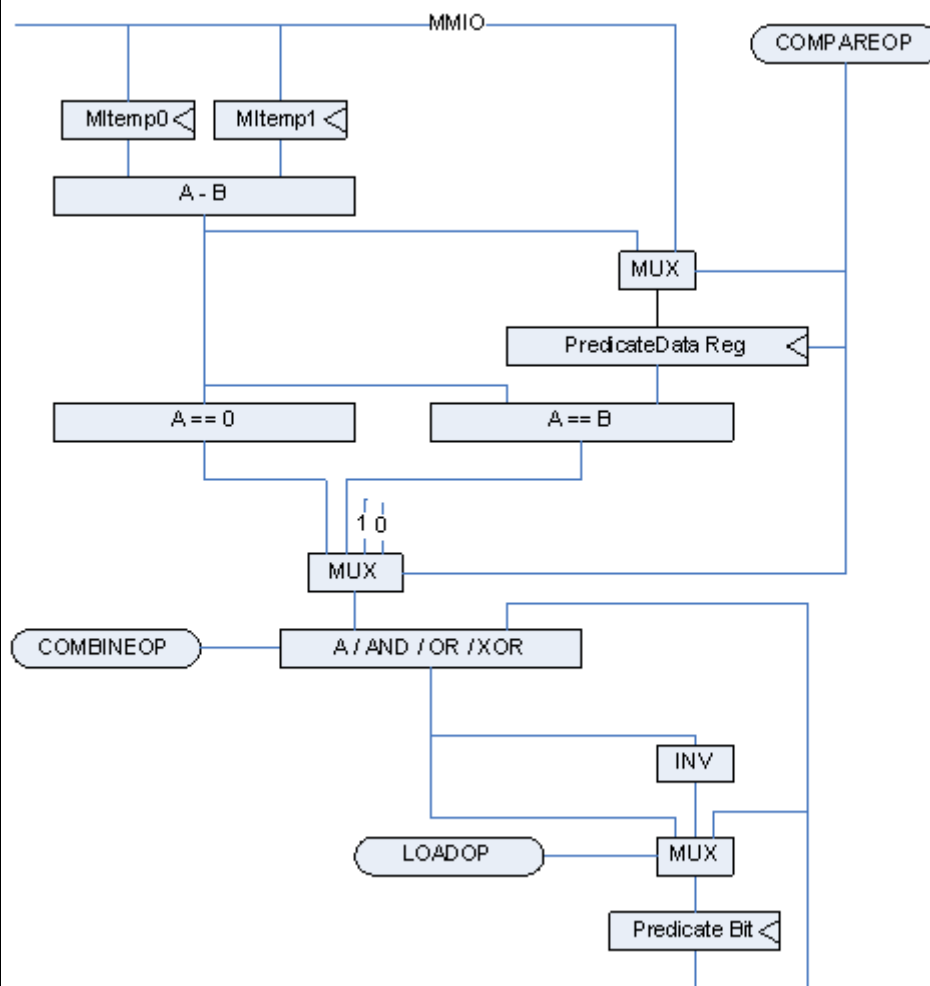 MMIO
COMPAREOP
MItemp0
MItemp1
A - B
MUX
PredicateData Reg
A == 0
A == B
1 0
MUX
COMBINEOP
A / AND / OR / XOR
INV
LOADOP
MUX
Predicate Bit